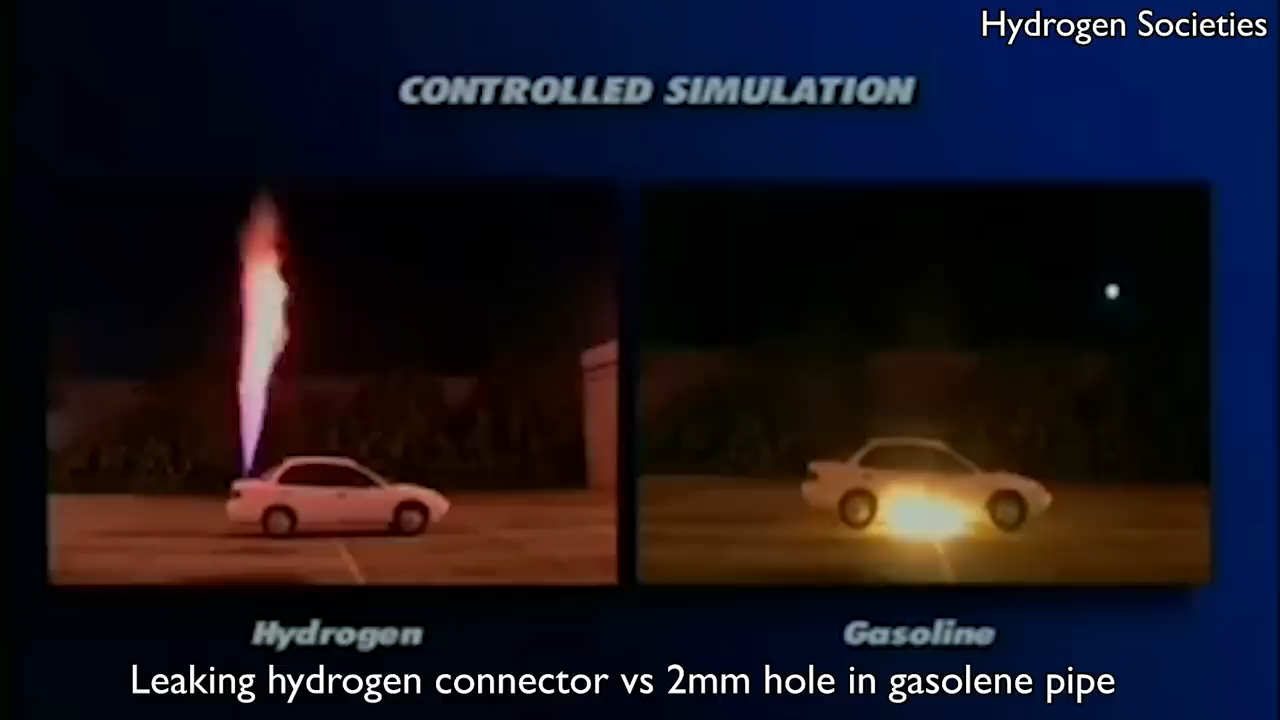 Hydrogen Societies
CONTROLLED SIMULATION
Hydrogen
Gasoline
Leaking hydrogen connector vs 2mm hole in gasolene pipe